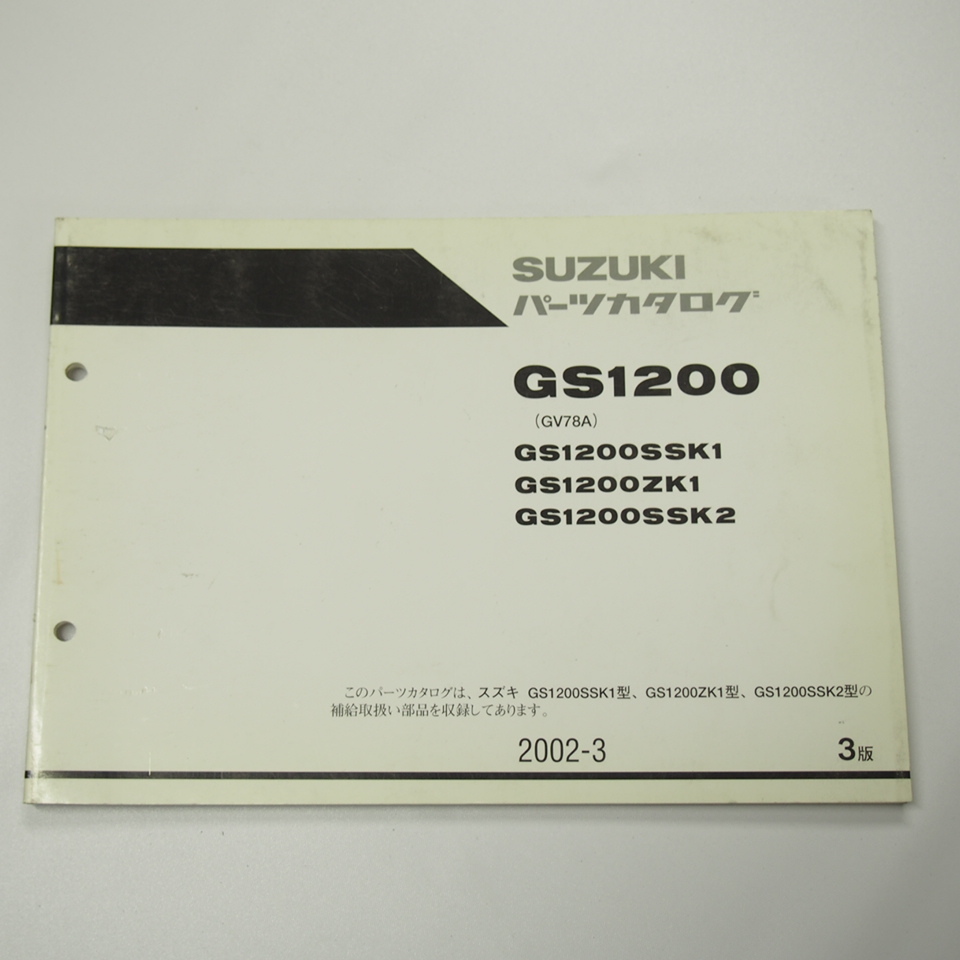 SUZUKI
パーツカタログ
GS1200
(GV78A)
GS1200SSK1
GS1200ZK1
GS1200SSK2
このパーツカタログは、スズキ GS1200SSK1型、GS1200ZK1型、GS1200SSK2型の
補給取扱い部品を収録してあります。
2002-3 3版